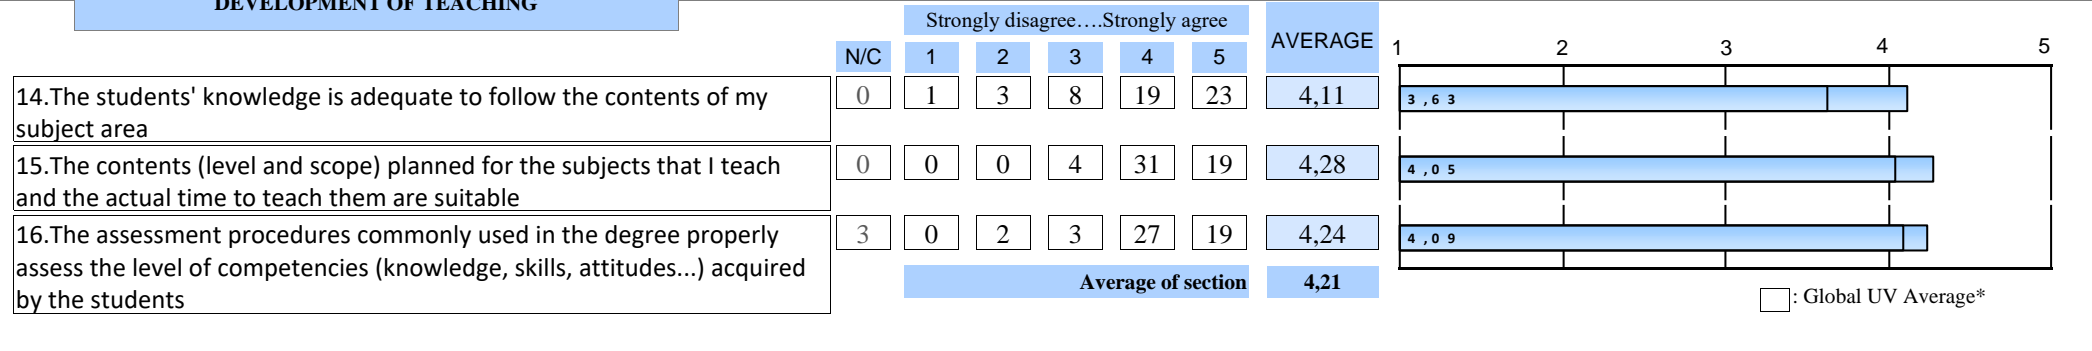 DEVELOPMENT OF TEACHING
Strongly disagree….Strongly agree
AVERAGE
N/C 1 2 3 4 5
1 2 3 4 5
14.The students' knowledge is adequate to follow the contents of my
subject area
0 1 3 8 19 23 4,11
3,63
15.The contents (level and scope) planned for the subjects that I teach
and the actual time to teach them are suitable
0 0 0 4 31 19 4,28
4,05
16.The assessment procedures commonly used in the degree properly
assess the level of competencies (knowledge, skills, attitudes...) acquired
by the students
3 0 2 3 27 19 4,24
4,09
Average of section 4,21
: Global UV Average*